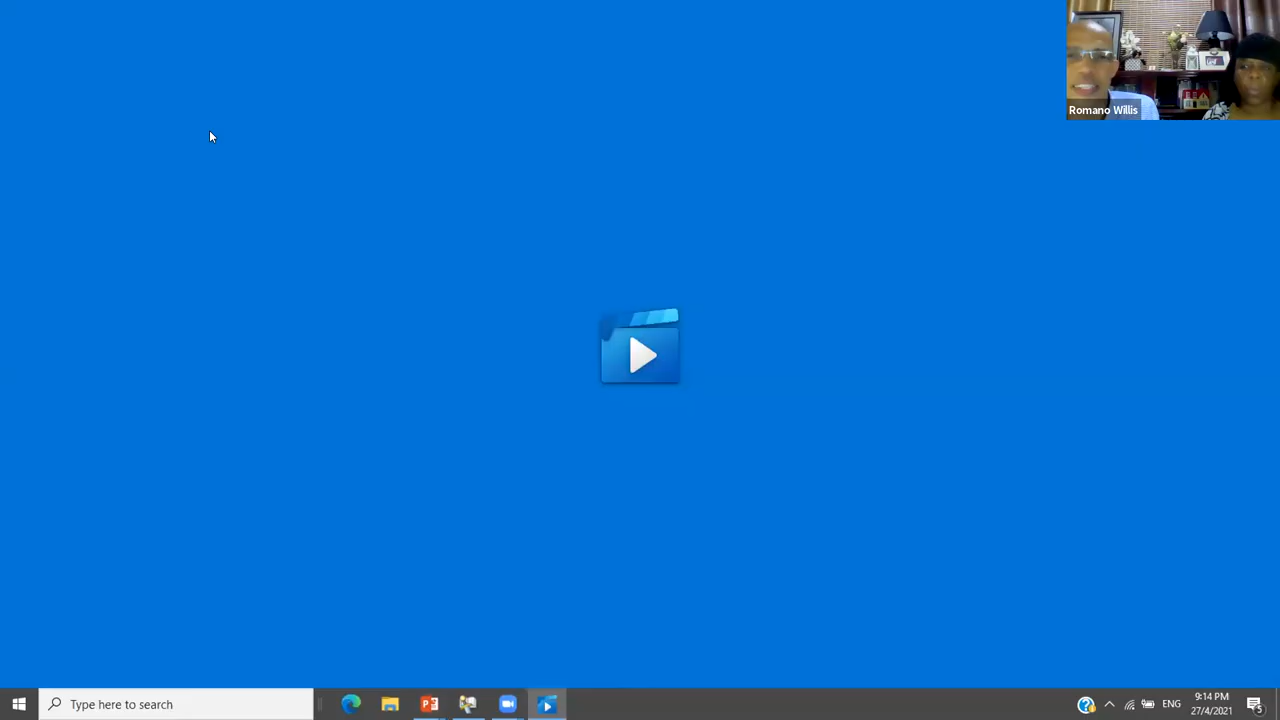 Romano Willis
Type here to search
ENG
9:14 PM
27/4/2021